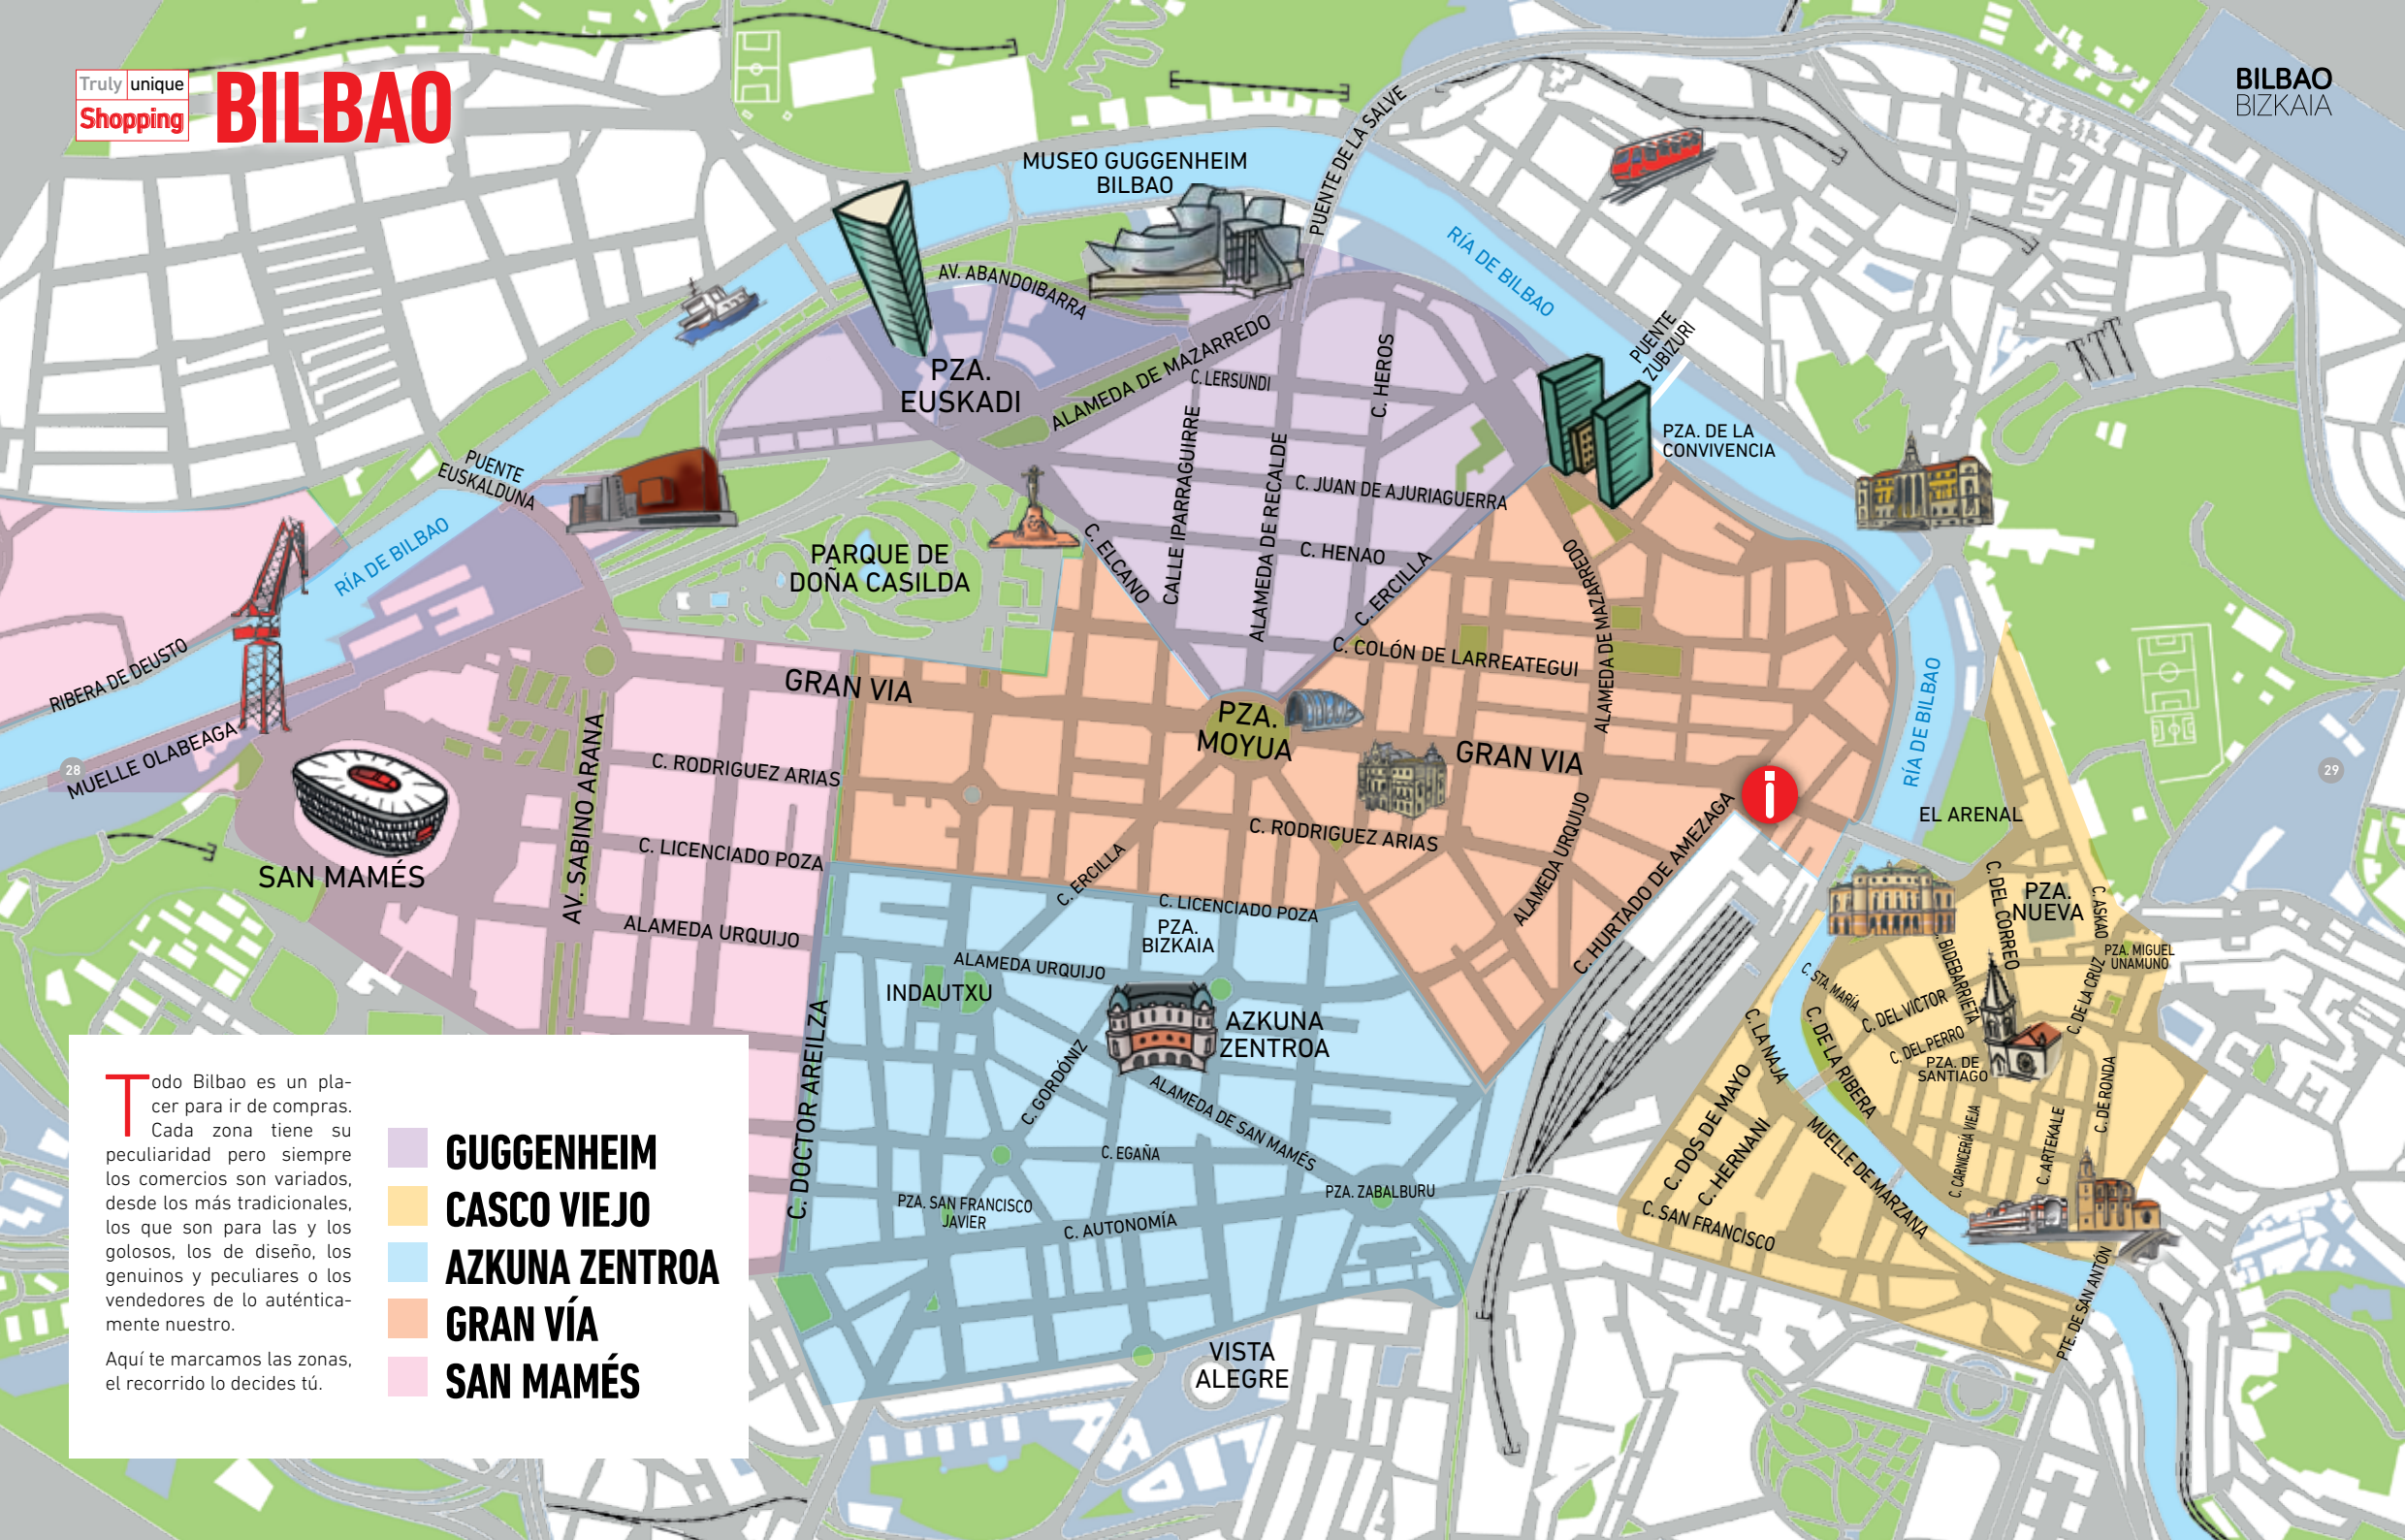 Truly unique
Shopping
BILBAO
BILBAO
BIZKAIA
MUSEO GUGGENHEIM
BILBAO
PUENTE DE LA SALVE
RÍA DE BILBAO
AV. ABANDOIBARRA
PZA.
EUSKADI
ALAMEDA DE MAZARREDO
C. LERSUNDI
C. HEROS
PUENTE
ZUBIZURI
PZA. DE LA
CONVIVENCIA
CALLE IPARRAGUIRRE
ALAMEDA DE RECALDE
C. JUAN DE AJURIAGUERRA
C. HENAO
C. ERCILLA
C. ELCANO
PUENTE
EUSKALDUNA
RÍA DE BILBAO
PARQUE DE
DOÑA CASILDA
RIBERA DE DEUSTO
MUELLE OLABEAGA
28
SAN MAMÉS
AV. SABINO ARANA
GRAN VIA
C. RODRIGUEZ ARIAS
C. LICENCIADO POZA
ALAMEDA URQUIJO
C. DOCTOR AREILZA
C. COLÓN DE LARREATEGUI
ALAMEDA DE MAZARREDO
PZA.
MOYUA
GRAN VIA
C. RODRIGUEZ ARIAS
ALAMEDA URQUIJO
C. HURTADO DE AMEZAGA
i
RÍA DE BILBAO
29
EL ARENAL
C. ERCILLA
C. LICENCIADO POZA
PZA.
BIZKAIA
ALAMEDA URQUIJO
INDAUTXU
AZKUNA
ZENTROA
C. GORDÓNIZ
ALAMEDA DE SAN MAMÉS
C. EGAÑA
PZA. ZABALBURU
PZA. SAN FRANCISCO
JAVIER
C. AUTONOMÍA
VISTA
ALEGRE
C. DEL CORREO
PZA.
NUEVA
C. ASKAO
PZA. MIGUEL
UNAMUNO
BIDEBARRIETA
C. DE LA CRUZ
C. STA. MARÍA
C. DEL VICTOR
C. DEL PERRO
PZA. DE
SANTIAGO
C. LA NAJA
C. DE LA RIBERA
C. DE RONDA
C. CARNICERÍA VIEJA
C. ARTEKALE
C. DOS DE MAYO
C. HERNANI
C. SAN FRANCISCO
MUELLE DE MARZANA
PTE. DE SAN ANTÓN
Todo Bilbao es un pla-
cer para ir de compras.
Cada zona tiene su
peculiaridad pero siempre
los comercios son variados,
desde los más tradicionales,
los que son para las y los
golosos, los de diseño, los
genuinos y peculiares o los
vendedores de lo auténtica-
mente nuestro.
Aquí te marcamos las zonas,
el recorrido lo decides tú.
GUGGENHEIM
CASCO VIEJO
AZKUNA ZENTROA
GRAN VÍA
SAN MAMÉS